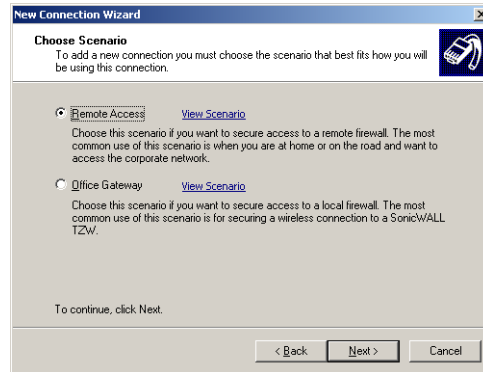 New Connection Wizard
Choose Scenario
To add a new connection you must choose the scenario that best fits how you will
be using this connection.
Remote Access View Scenario
Choose this scenario if you want to secure access to a remote firewall. The most
common use of this scenario is when you are at home or on the road and want to
access the corporate network.
Office Gateway View Scenario
Choose this scenario if you want to secure access to a local firewall. The most
common use of this scenario is for securing a wireless connection to a SonicWALL
TZW.
To continue, click Next.
< Back Next > Cancel